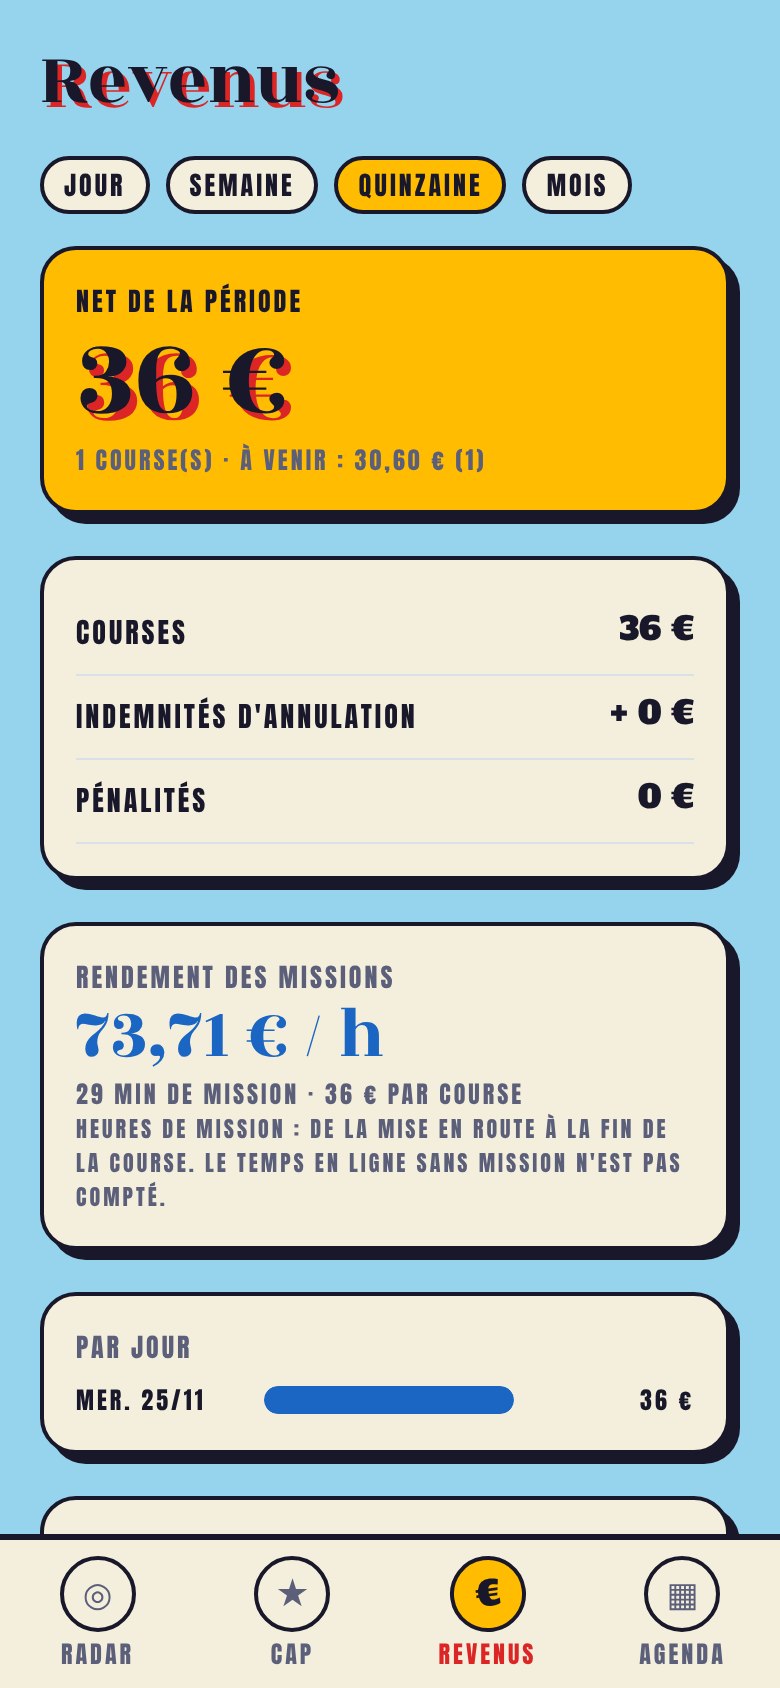 Revenus
JOUR SEMAINE QUINZAINE MOIS
NET DE LA PÉRIODE
36 €
1 COURSE(S) · À VENIR : 30,60 € (1)
COURSES 36 €
INDEMNITÉS D'ANNULATION + 0 €
PÉNALITÉS 0 €
RENDEMENT DES MISSIONS
73,71 € / h
29 MIN DE MISSION · 36 € PAR COURSE
HEURES DE MISSION : DE LA MISE EN ROUTE À LA FIN DE
LA COURSE. LE TEMPS EN LIGNE SANS MISSION N'EST PAS
COMPTÉ.
PAR JOUR
MER. 25/11 36 €
€
RADAR CAP REVENUS AGENDA